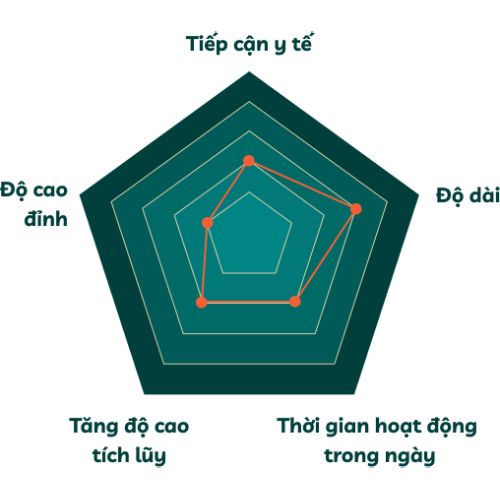 Tiếp cận y tế
Độ cao
đỉnh
Độ dài
Tăng độ cao
tích lũy
Thời gian hoạt động
trong ngày